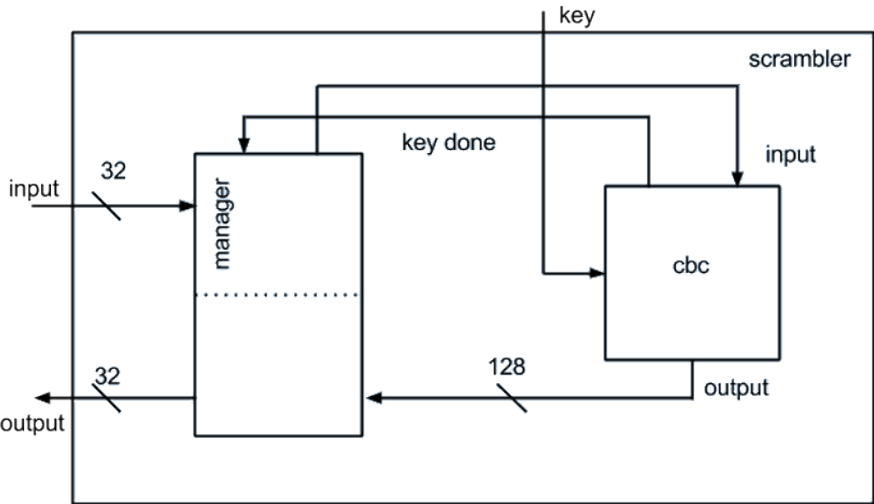 key
scrambler
key done
input
32
input
manager
cbc
128
32
output
output